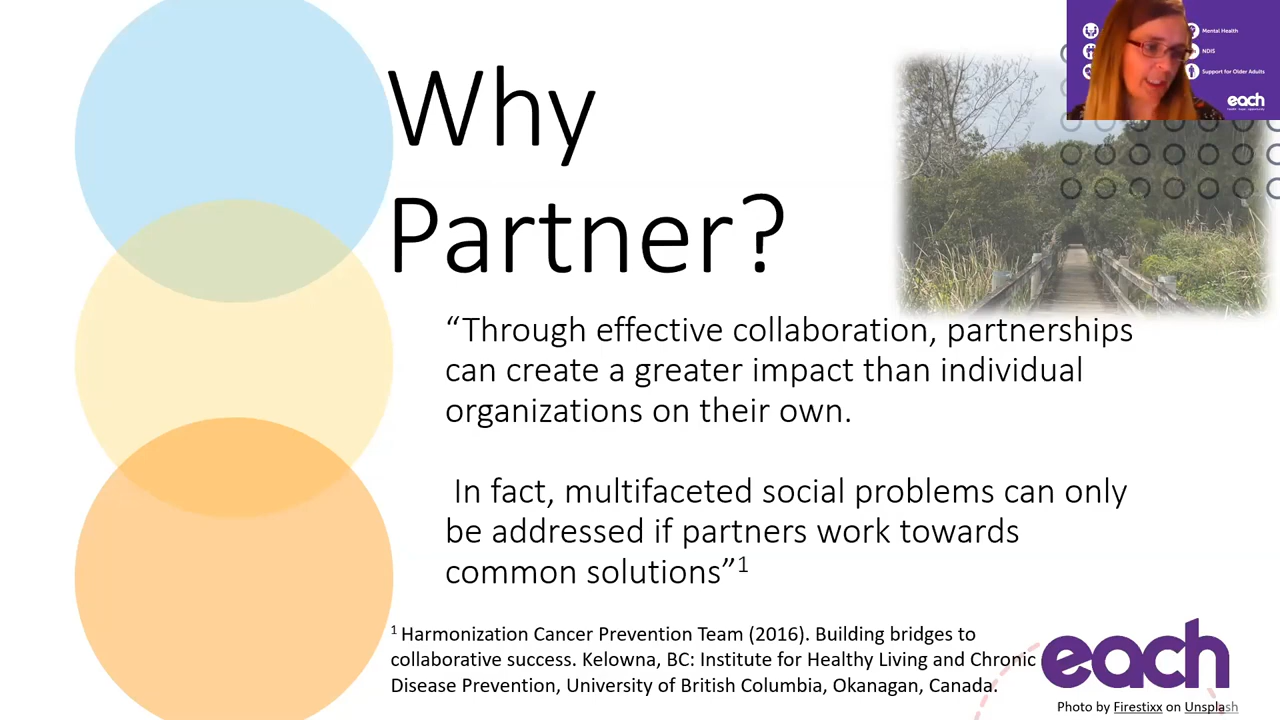 Why
Partner?
Mental Health
NDIS
Support for Older Adults
each
“Through effective collaboration, partnerships
can create a greater impact than individual
organizations on their own.
In fact, multifaceted social problems can only
be addressed if partners work towards
common solutions”1
1 Harmonization Cancer Prevention Team (2016). Building bridges to
collaborative success. Kelowna, BC: Institute for Healthy Living and Chronic
Disease Prevention, University of British Columbia, Okanagan, Canada.
each
Photo by Firestixx on Unsplash